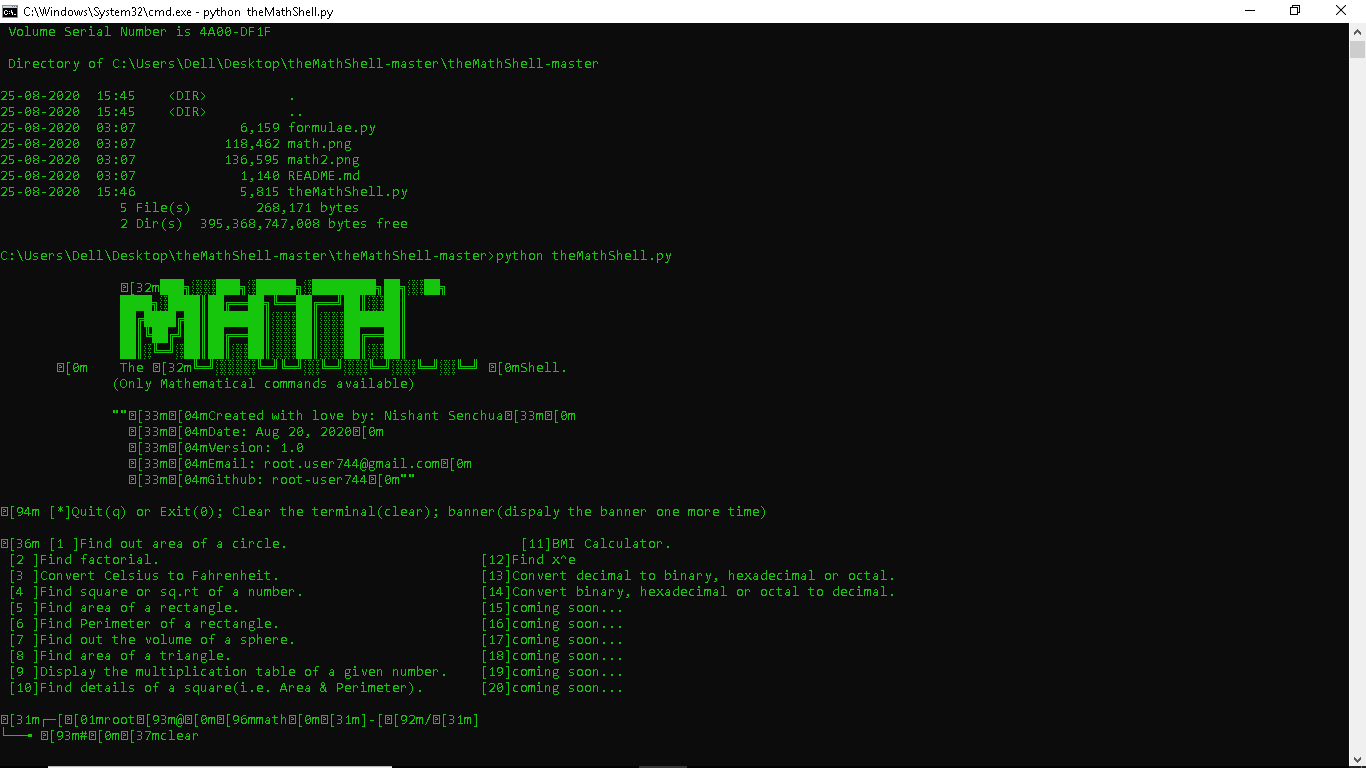 C:\Windows\System32\cmd.exe - python theMathShell.py
Volume Serial Number is 4A00-DF1F
Directory of C:\Users\Dell\Desktop\theMathShell-master\theMathShell-master
25-08-2020 15:45 <DIR> .
25-08-2020 15:45 <DIR> ..
25-08-2020 03:07 6,159 formulae.py
25-08-2020 03:07 118,462 math.png
25-08-2020 03:07 136,595 math2.png
25-08-2020 03:07 1,140 README.md
25-08-2020 15:46 5,815 theMathShell.py
5 File(s) 268,171 bytes
2 Dir(s) 395,368,747,008 bytes free
C:\Users\Dell\Desktop\theMathShell-master\theMathShell-master>python theMathShell.py
[32m
MATH
[0m The [32m [0mShell.
(Only Mathematical commands available)
""[33m[04mCreated with love by: Nishant Senchua[33m[0m
[33m[04mDate: Aug 20, 2020[0m
[33m[04mVersion: 1.0
[33m[04mEmail: root.user744@gmail.com[0m
[33m[04mGithub: root-user744[0m""
[94m [*]Quit(q) or Exit(0); Clear the terminal(clear); banner(dispaly the banner one more time)
[36m [1 ]Find out area of a circle. [11]BMI Calculator.
[2 ]Find factorial. [12]Find x^e
[3 ]Convert Celsius to Fahrenheit. [13]Convert decimal to binary, hexadecimal or octal.
[4 ]Find square or sq.rt of a number. [14]Convert binary, hexadecimal or octal to decimal.
[5 ]Find area of a rectangle. [15]coming soon...
[6 ]Find Perimeter of a rectangle. [16]coming soon...
[7 ]Find out the volume of a sphere. [17]coming soon...
[8 ]Find area of a triangle. [18]coming soon...
[9 ]Display the multiplication table of a given number. [19]coming soon...
[10]Find details of a square(i.e. Area & Perimeter). [20]coming soon...
[31m┌─[[01mroot[93m@[0m[96mmath[0m[31m]-[[92m/[31m]
└──╼ [93m#[0m[37mclear